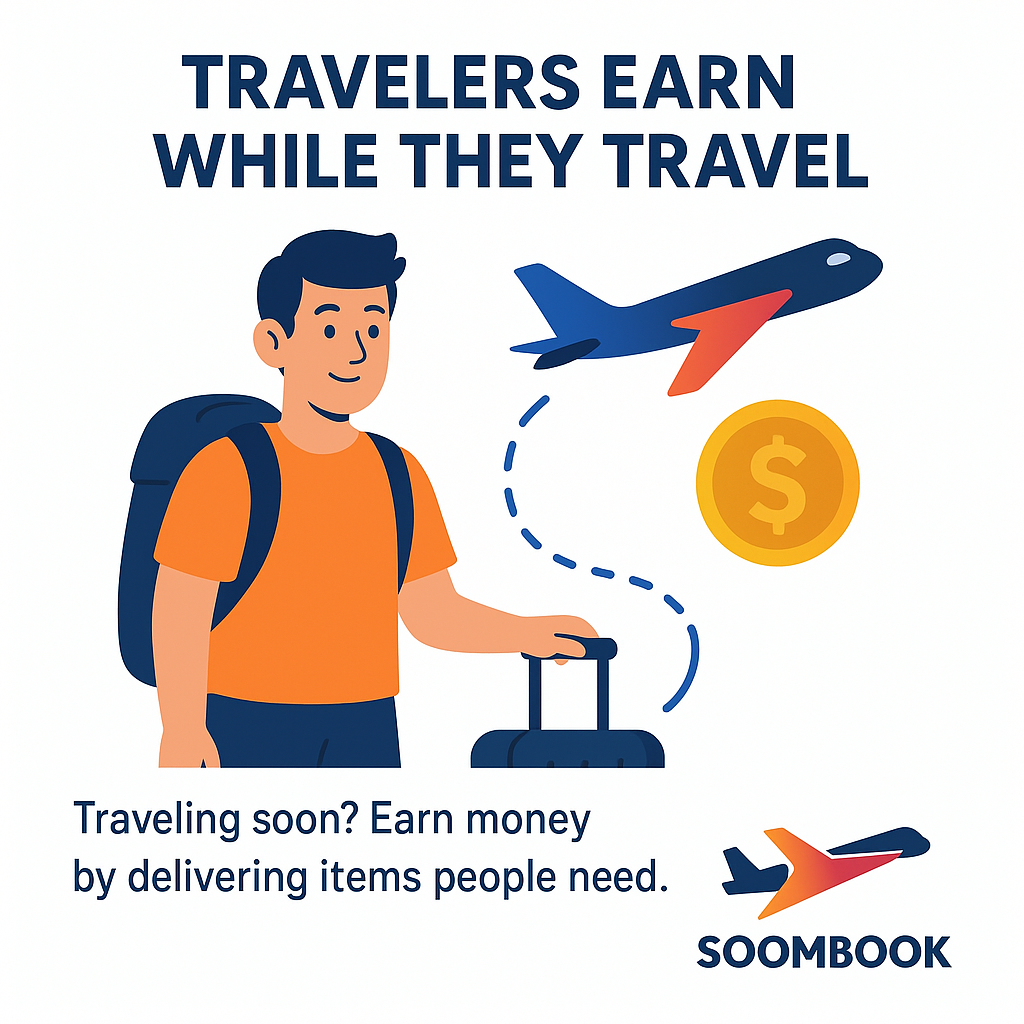 TRAVELERS EARN
WHILE THEY TRAVEL
$
Traveling soon? Earn money
by delivering items people need.
SOOMBOOK